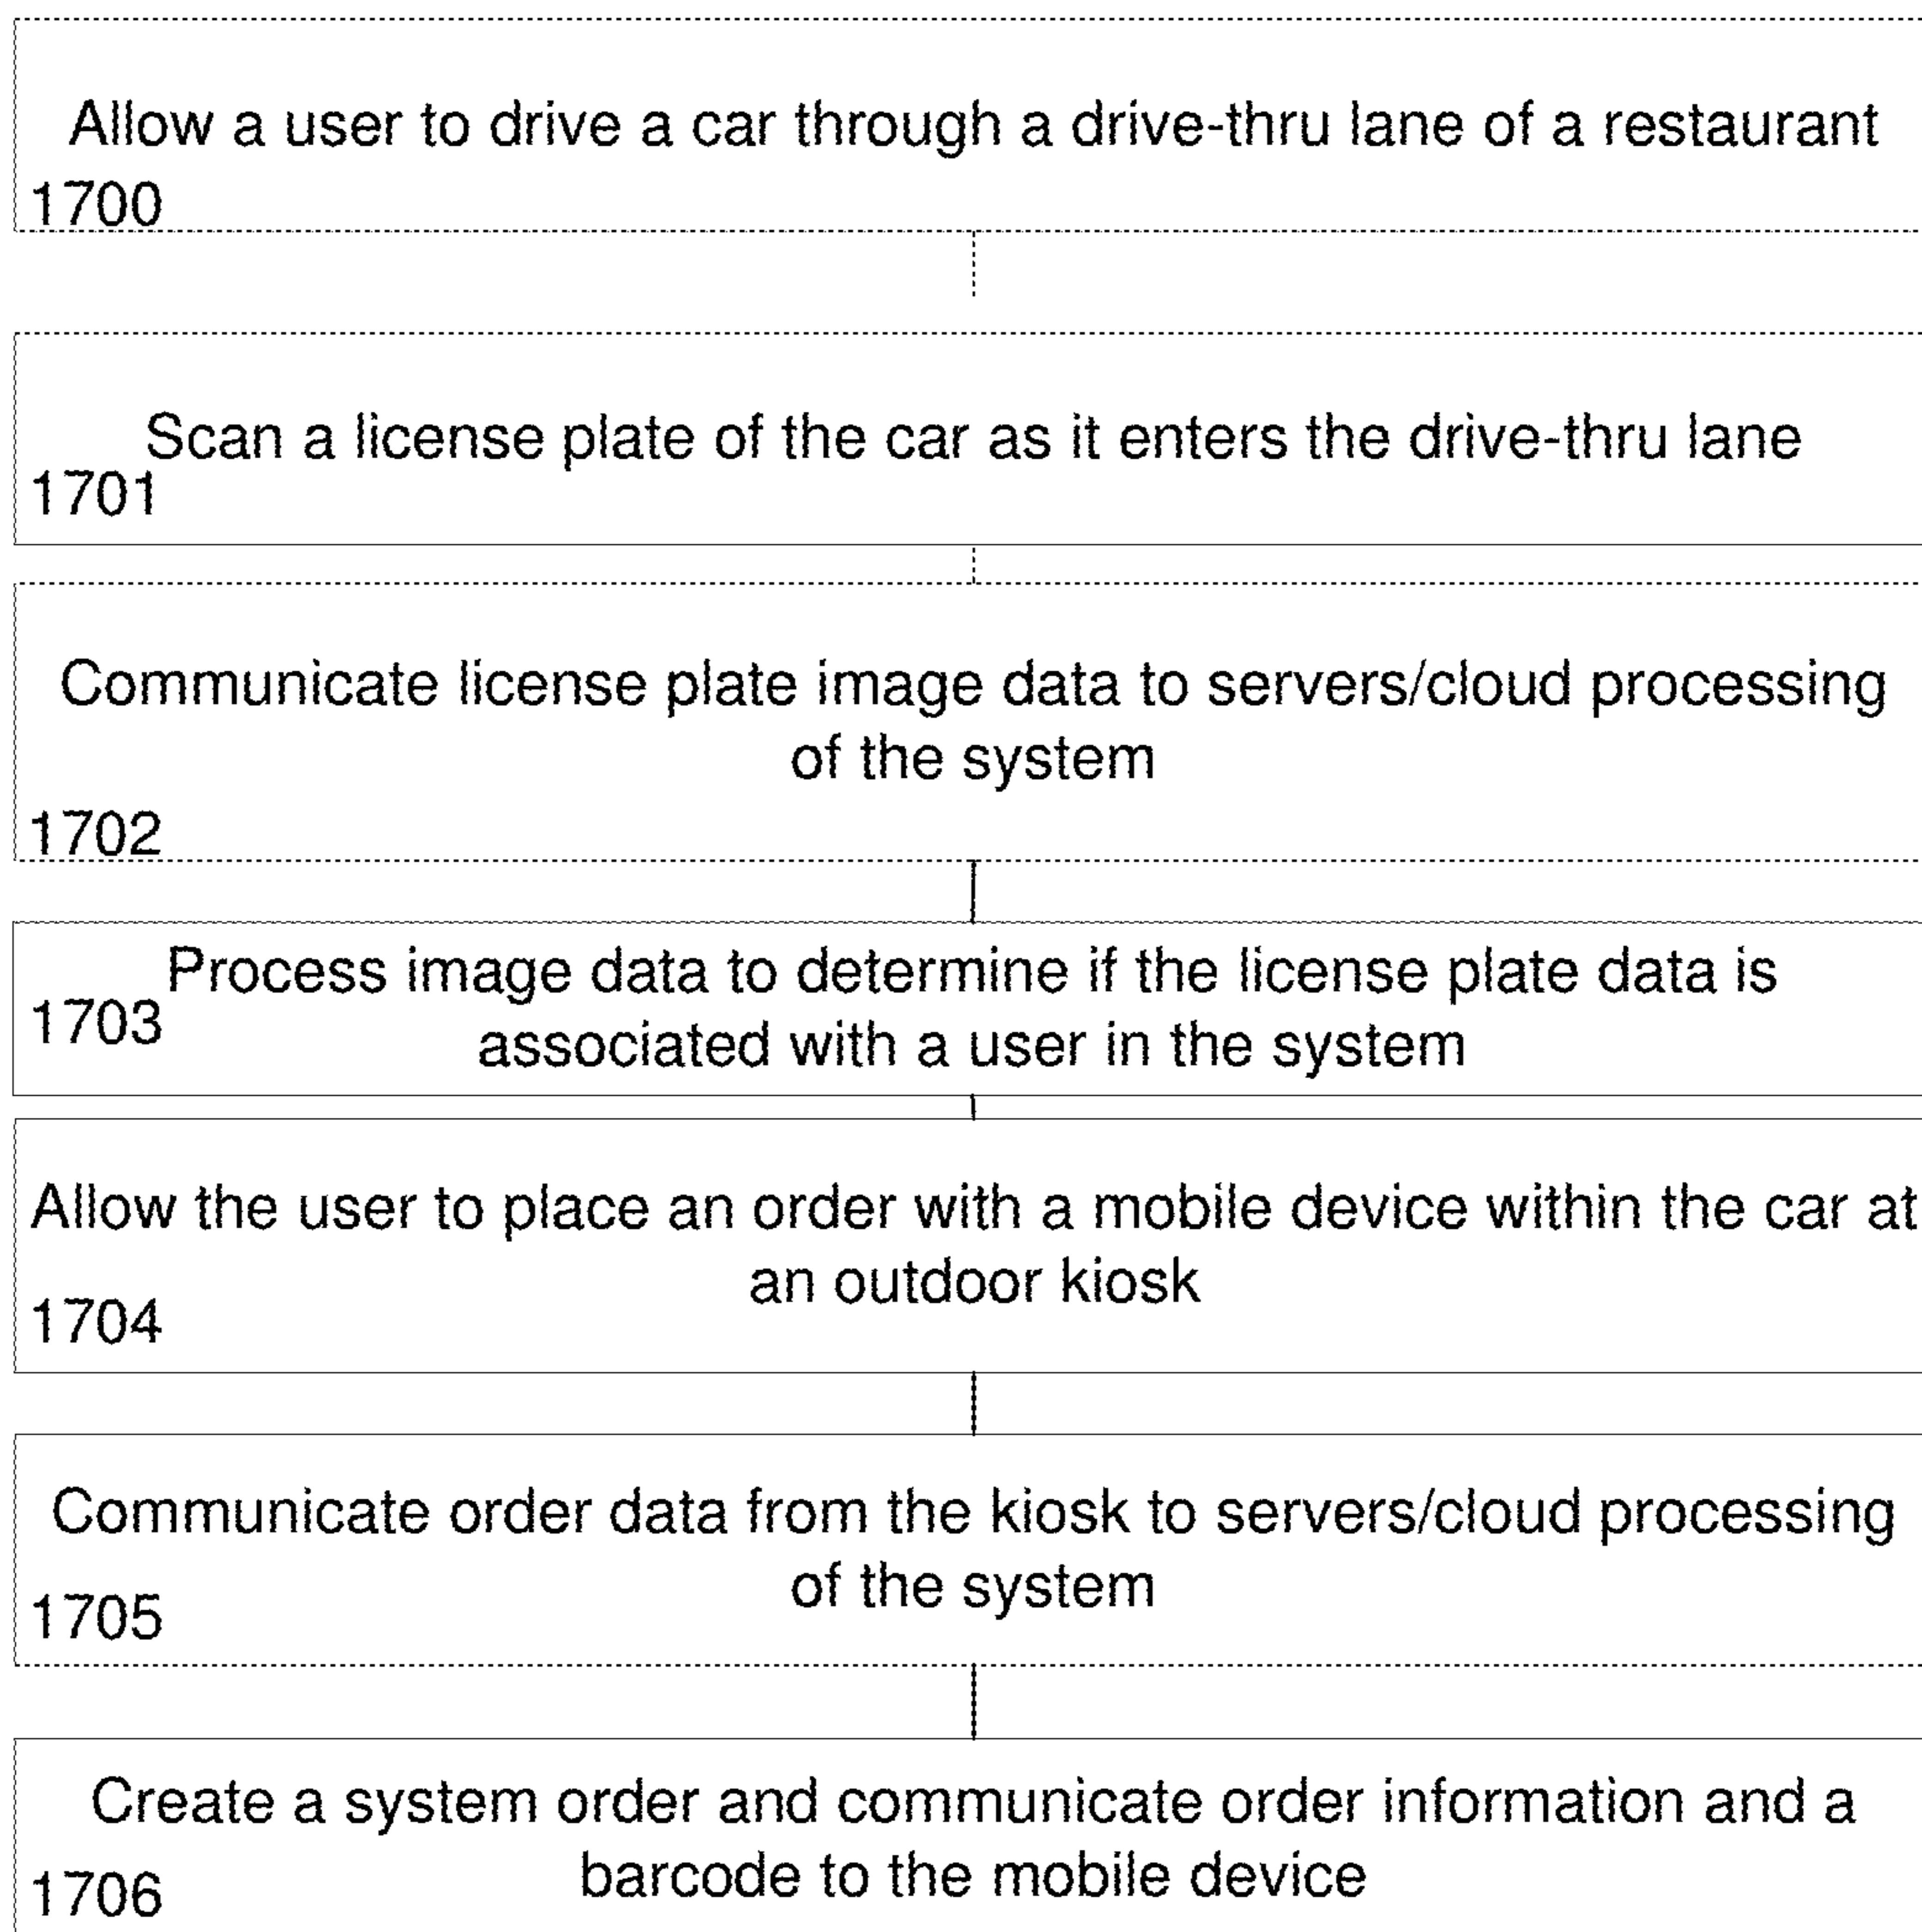 Allow a user to drive a car through a drive-thru lane of a restaurant
1700
Scan a license plate of the car as it enters the drive-thru lane
1701
Communicate license plate image data to servers/cloud processing
of the system
1702
Process image data to determine if the license plate data is
1703
associated with a user in the system
Allow the user to place an order with a mobile device within the car at
an outdoor kiosk
1704
Communicate order data from the kiosk to servers/cloud processing
of the system
1705
Create a system order and communicate order information and a
barcode to the mobile device
1706